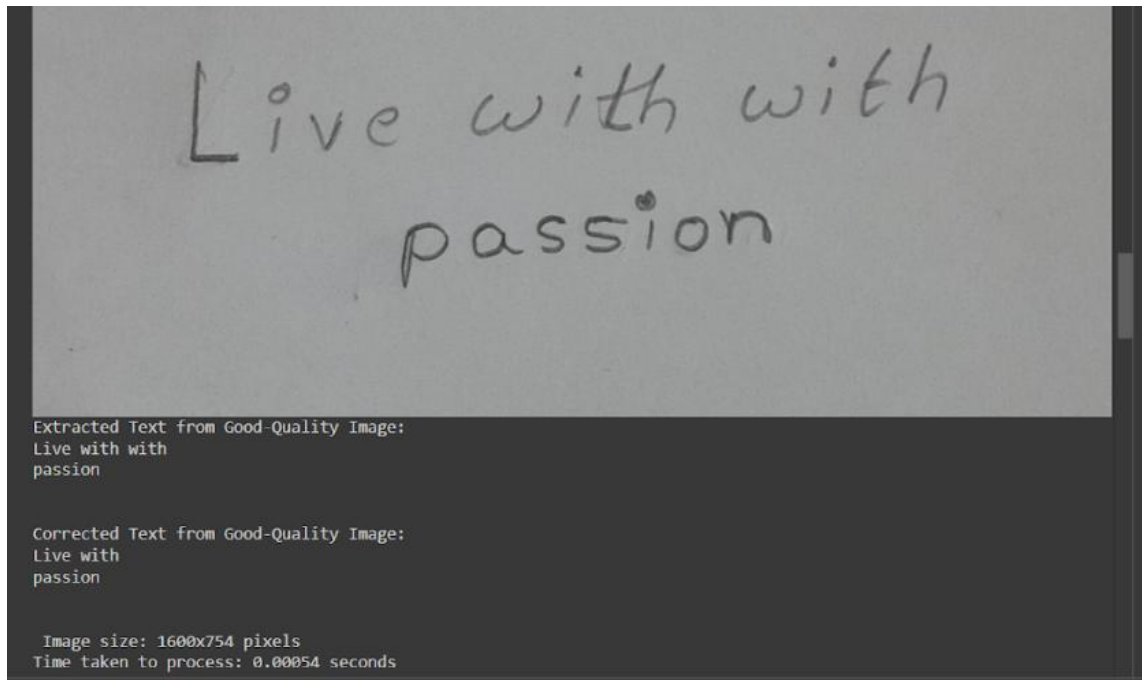 Live with with
passion
Extracted Text from Good-Quality Image:
Live with with
passion
Corrected Text from Good-Quality Image:
Live with
passion
Image size: 1600x754 pixels
Time taken to process: 0.00054 seconds